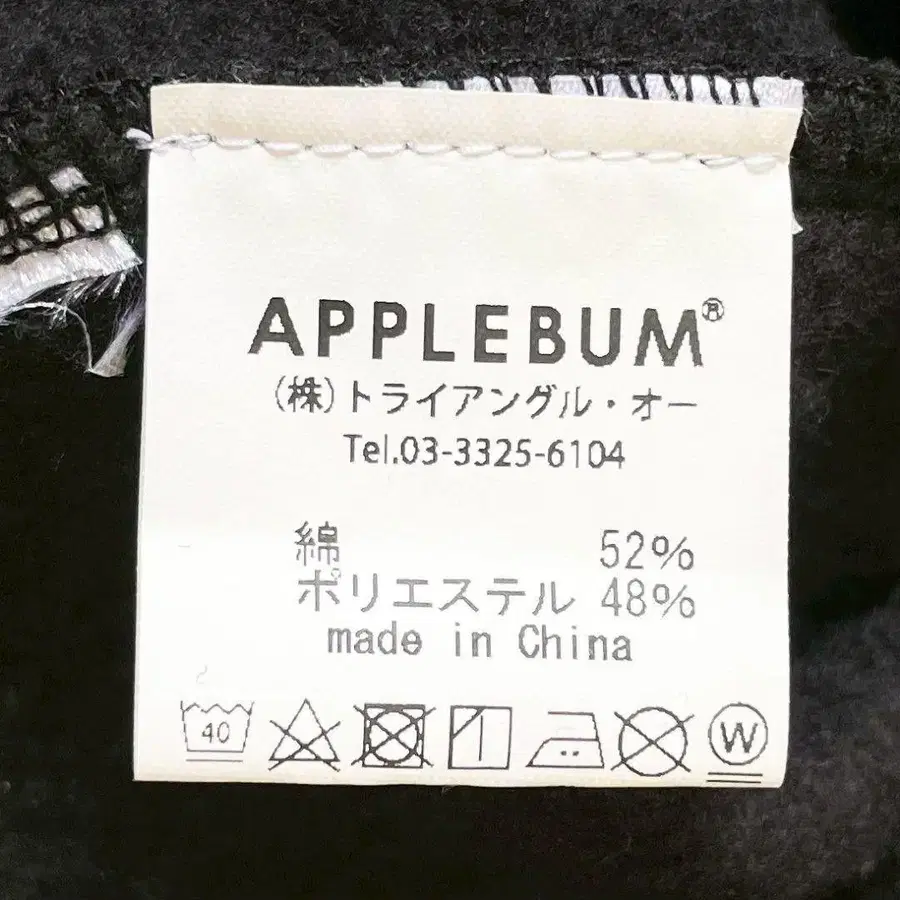 APPLEBUM®
(株)トライアングル・オー
Tel.03-3325-6104
綿 52%
ポリエステル 48%
made in China
40 W